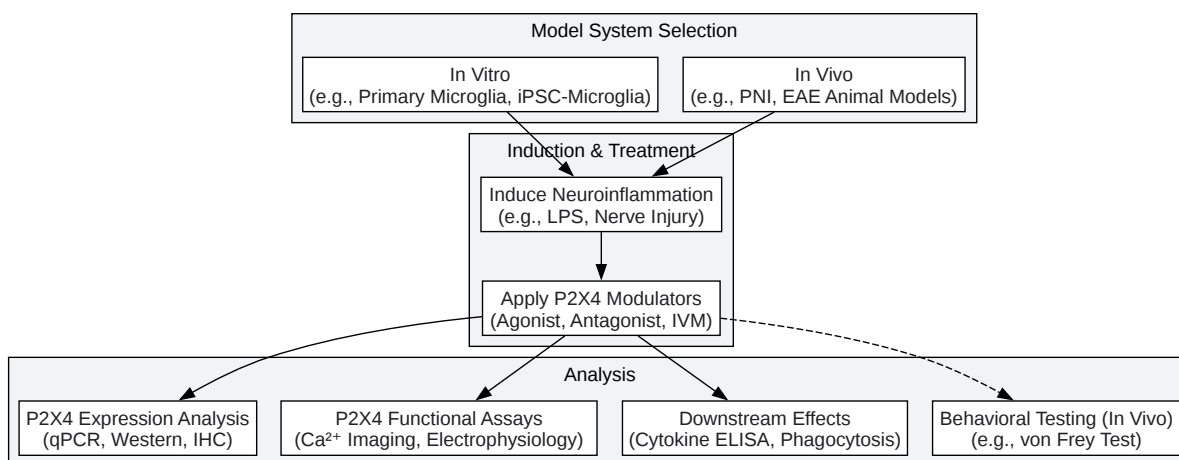 Model System Selection
In Vitro
(e.g., Primary Microglia, iPSC-Microglia)
In Vivo
(e.g., PNI, EAE Animal Models)
Induction & Treatment
Induce Neuroinflammation
(e.g., LPS, Nerve Injury)
Apply P2X4 Modulators
(Agonist, Antagonist, IVM)
Analysis
P2X4 Expression Analysis
(qPCR, Western, IHC)
P2X4 Functional Assays
(Ca²⁺ Imaging, Electrophysiology)
Downstream Effects
(Cytokine ELISA, Phagocytosis)
Behavioral Testing (In Vivo)
(e.g., von Frey Test)